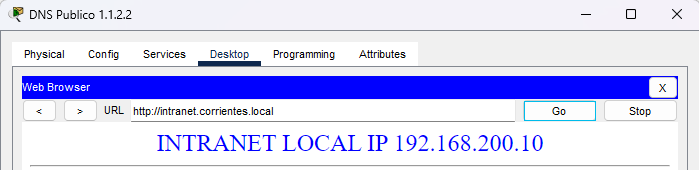 DNS Publico 1.1.2.2
Physical Config Services Desktop Programming Attributes
Web Browser X
< > URL http://intranet.corrientes.local Go Stop
INTRANET LOCAL IP 192.168.200.10